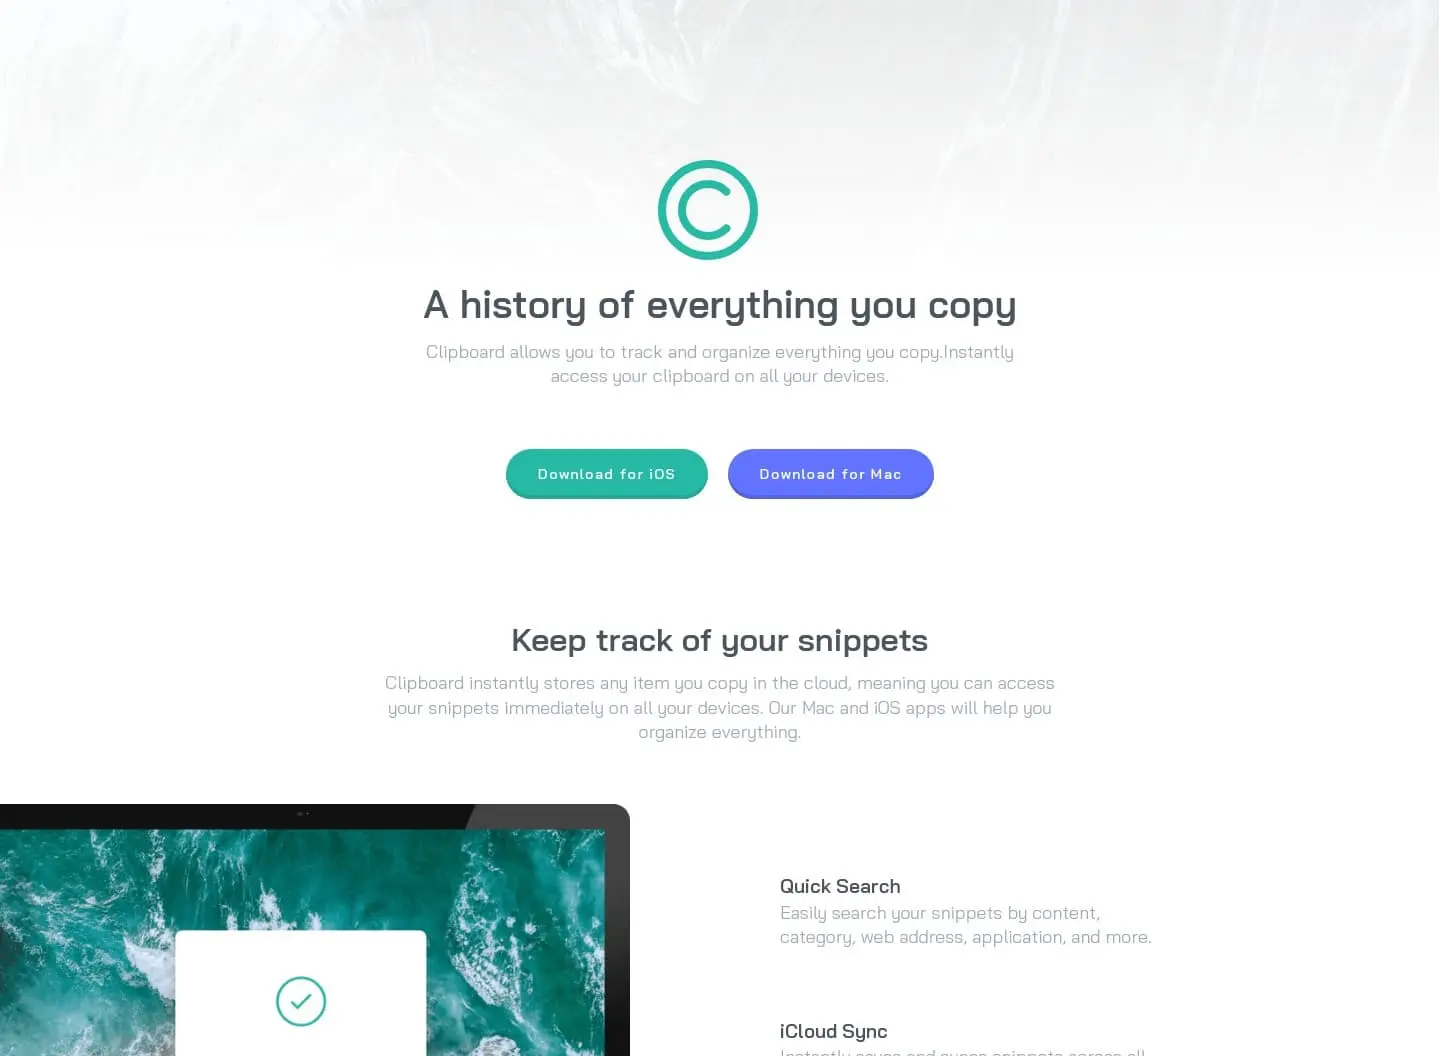 A history of everything you copy
Clipboard allows you to track and organize everything you copy.Instantly
access your clipboard on all your devices.
Download for iOS
Download for Mac
Keep track of your snippets
Clipboard instantly stores any item you copy in the cloud, meaning you can access
your snippets immediately on all your devices. Our Mac and iOS apps will help you
organize everything.
Quick Search
Easily search your snippets by content,
category, web address, application, and more.
iCloud Sync